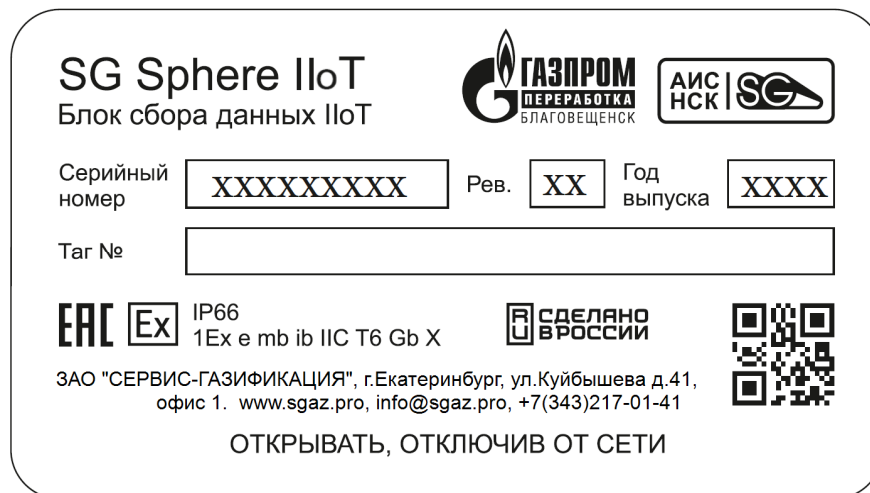 SG Sphere IIoT
Блок сбора данных IIoT
ГАЗПРОМ
ПЕРЕРАБОТКА
БЛАГОВЕЩЕНСК
АИС
НСК
SG
Серийный
номер
XXXXXXXXX
Рев.
XX
Год
выпуска
XXXX
Таг №
EAC
Ex
IP66
1Ex e mb ib IIC T6 Gb X
RU
СДЕЛАНО
В РОССИИ
ЗАО "СЕРВИС-ГАЗИФИКАЦИЯ", г.Екатеринбург, ул.Куйбышева д.41,
офис 1. www.sgaz.pro, info@sgaz.pro, +7(343)217-01-41
ОТКРЫВАТЬ, ОТКЛЮЧИВ ОТ СЕТИ